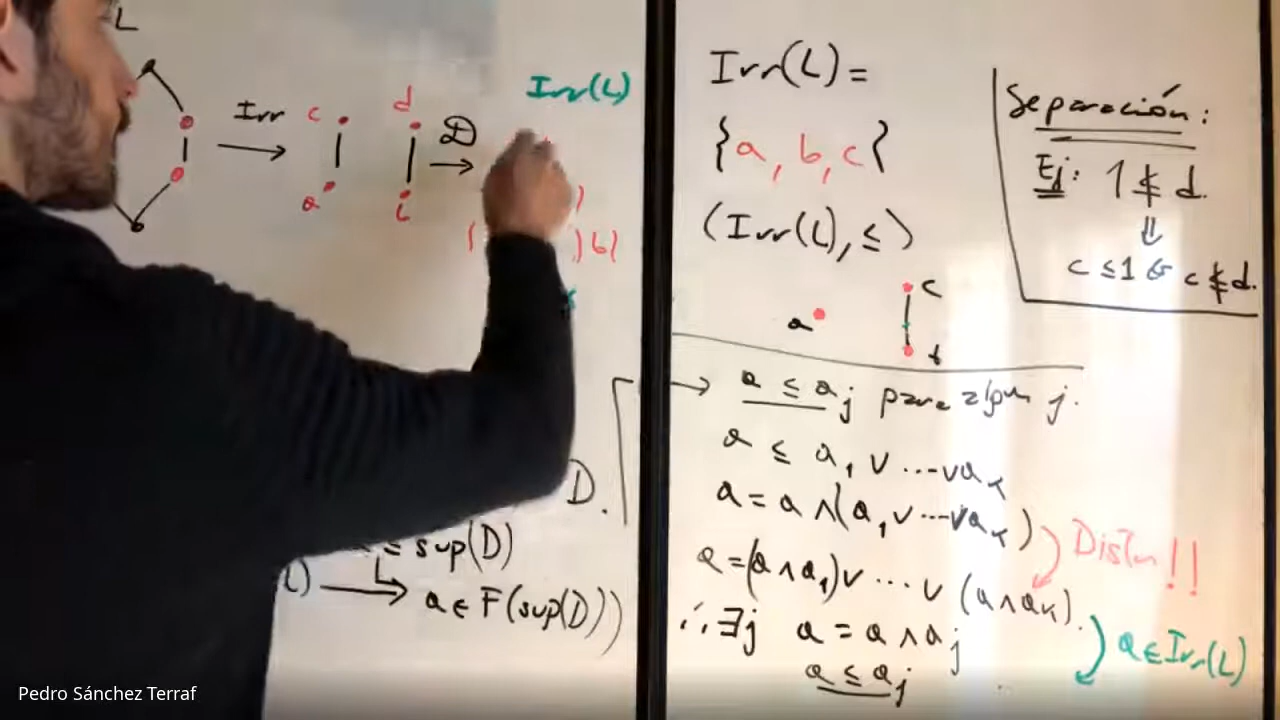 L
Irr
c
a
d
i
D
Irr(L)
D.
sup(D)
L)
a ∈ F(sup(D))
Irr(L) =
{a, b, c}
(Irr(L), ≤)
a
c
b
Separación:
Ej: 1 ≰ d.
⇓
c ≤ 1 & c ≰ d.
→ a ≤ aj para algún j.
a ≤ a1 ∨ ... ∨ ak
a = a ∧ (a1 ∨ ... ∨ ak)
Distr!!
a = (a ∧ a1) ∨ ... ∨ (a ∧ ak).
∴ ∃j a = a ∧ aj
a ∈ Irr(L)
a ≤ aj
Pedro Sánchez Terraf